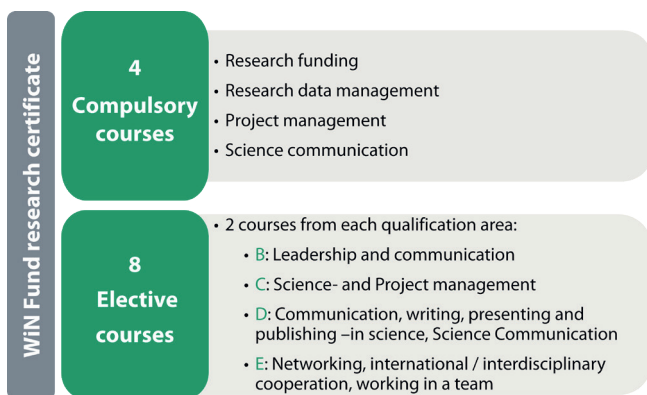 WiN Fund research certificate
4
Compulsory
courses
• Research funding
• Research data management
• Project management
• Science communication
8
Elective
courses
• 2 courses from each qualification area:
• B: Leadership and communication
• C: Science- and Project management
• D: Communication, writing, presenting and
publishing –in science, Science Communication
• E: Networking, international / interdisciplinary
cooperation, working in a team